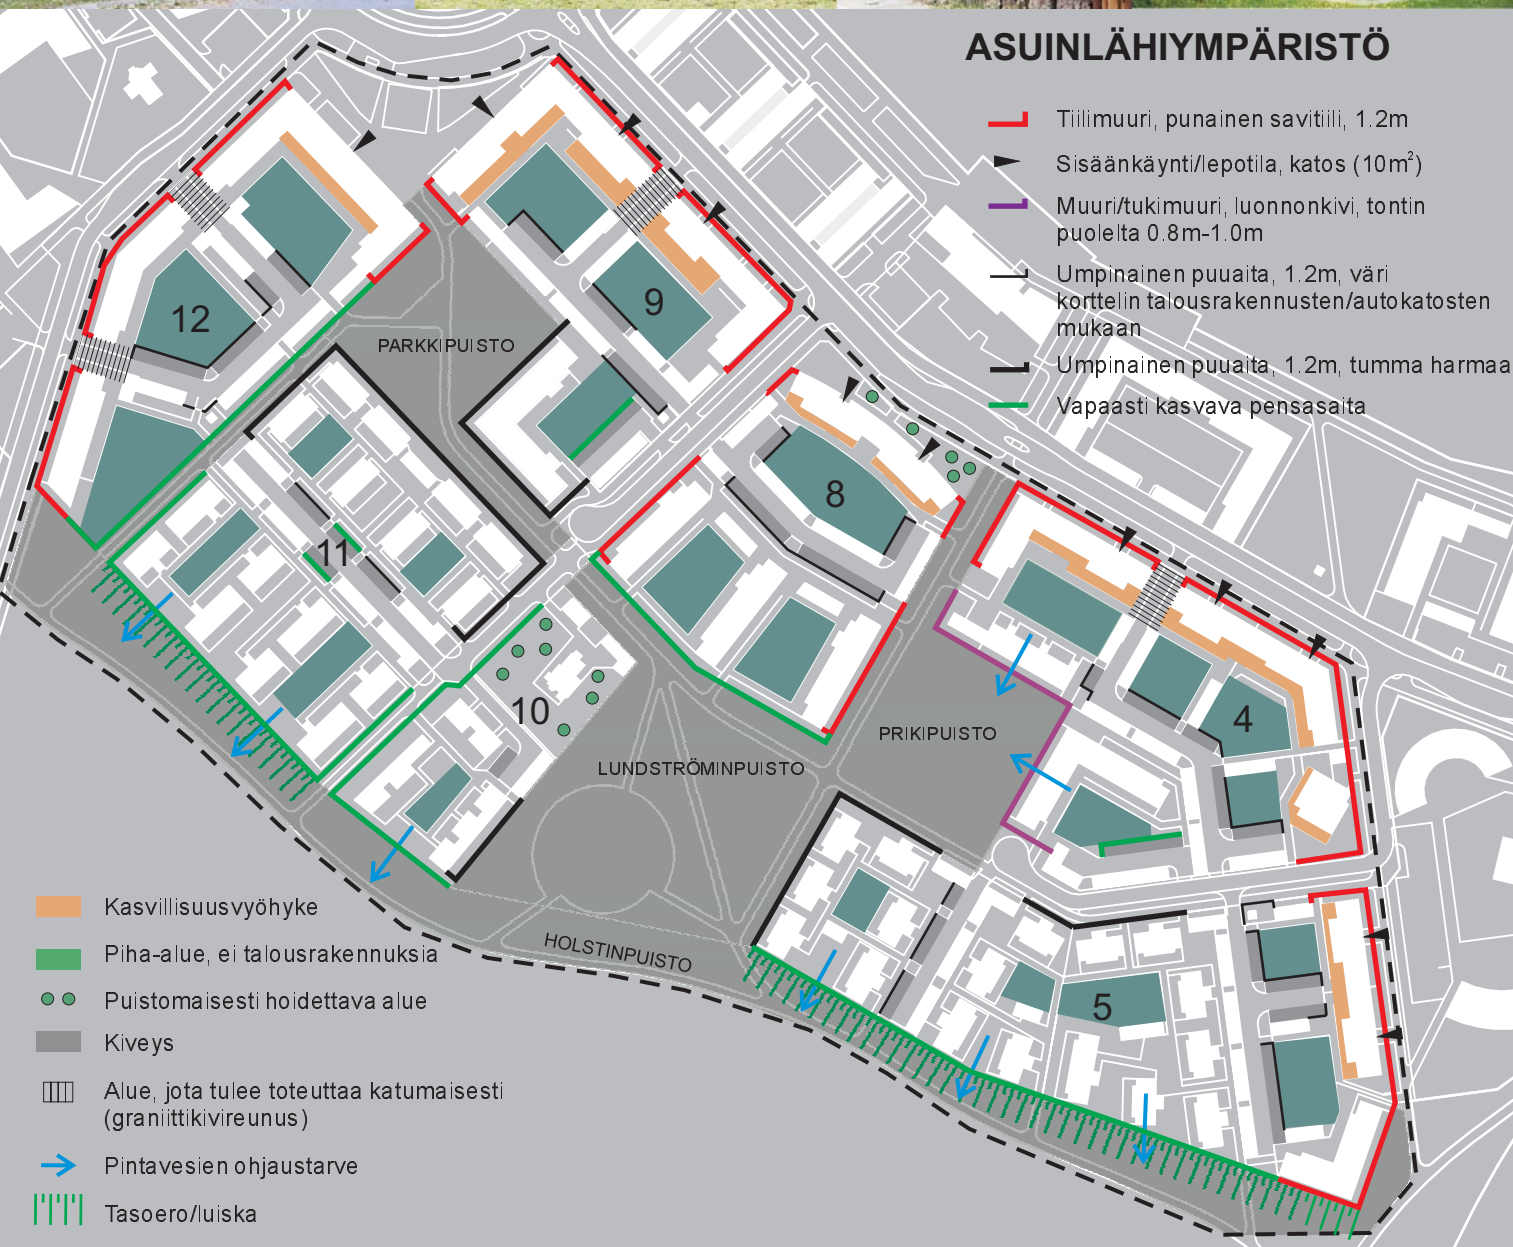 ASUINLÄHIYMPÄRISTÖ
Tiilimuuri, punainen savitiili, 1.2m
Sisäänkäynti/lepotila, katos (10m²)
Muuri/tukimuuri, luonnonkivi, tontin
puolelta 0.8m-1.0m
Umpinainen puuaita, 1.2m, väri
korttelin talousrakennusten/autokatosten
mukaan
Umpinainen puuaita, 1.2m, tumma harmaa
Vapaasti kasvava pensasaita
12
9
PARKKIPUISTO
8
11
10
4
PRIKIPUISTO
LUNDSTRÖMINPUISTO
HOLSTINPUISTO
5
Kasvillisuusvyöhyke
Piha-alue, ei talousrakennuksia
Puistomaisesti hoidettava alue
Kiveys
Alue, jota tulee toteuttaa katumaisesti
(graniittikivireunus)
Pintavesien ohjaustarve
Tasoero/luiska